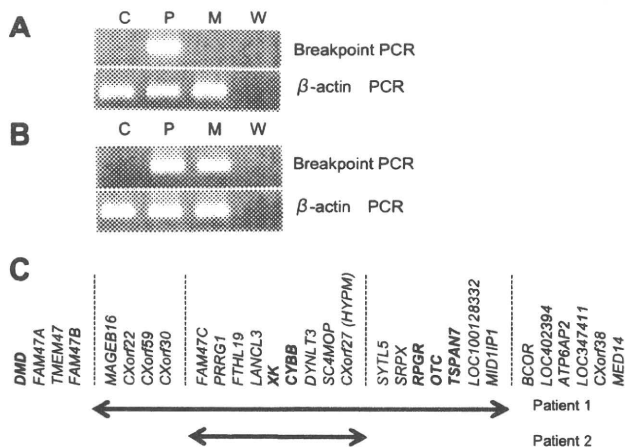 A
C P M W
Breakpoint PCR
β-actin PCR
B
C P M W
Breakpoint PCR
β-actin PCR
C
DMD
FAM47A
TMEM47
FAM47B
MAGEB16
CXorf22
CXorf59
CXorf30
FAM47C
PRRG1
FTHL19
LANCL3
XK
CYBB
DYNLT3
SC4MOP
CXorf27 (HYPM)
SYTL5
SRPX
RPGR
OTC
TSPAN7
LOC100128332
MID1IP1
BCOR
LOC402394
ATP6AP2
LOC347411
CXorf38
MED14
Patient 1
Patient 2